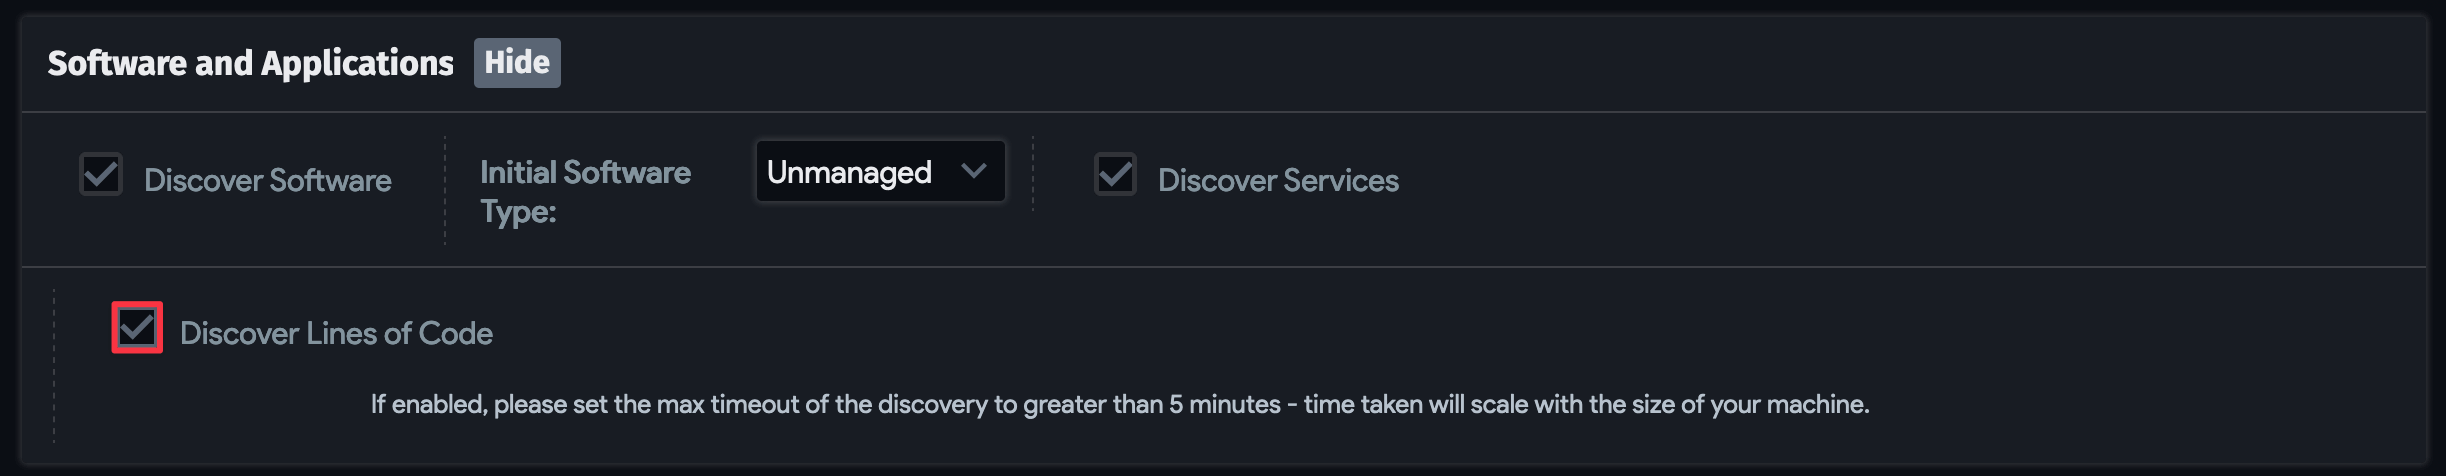 Software and Applications Hide
Discover Software
Initial Software
Type:
Unmanaged
Discover Services
Discover Lines of Code
If enabled, please set the max timeout of the discovery to greater than 5 minutes - time taken will scale with the size of your machine.